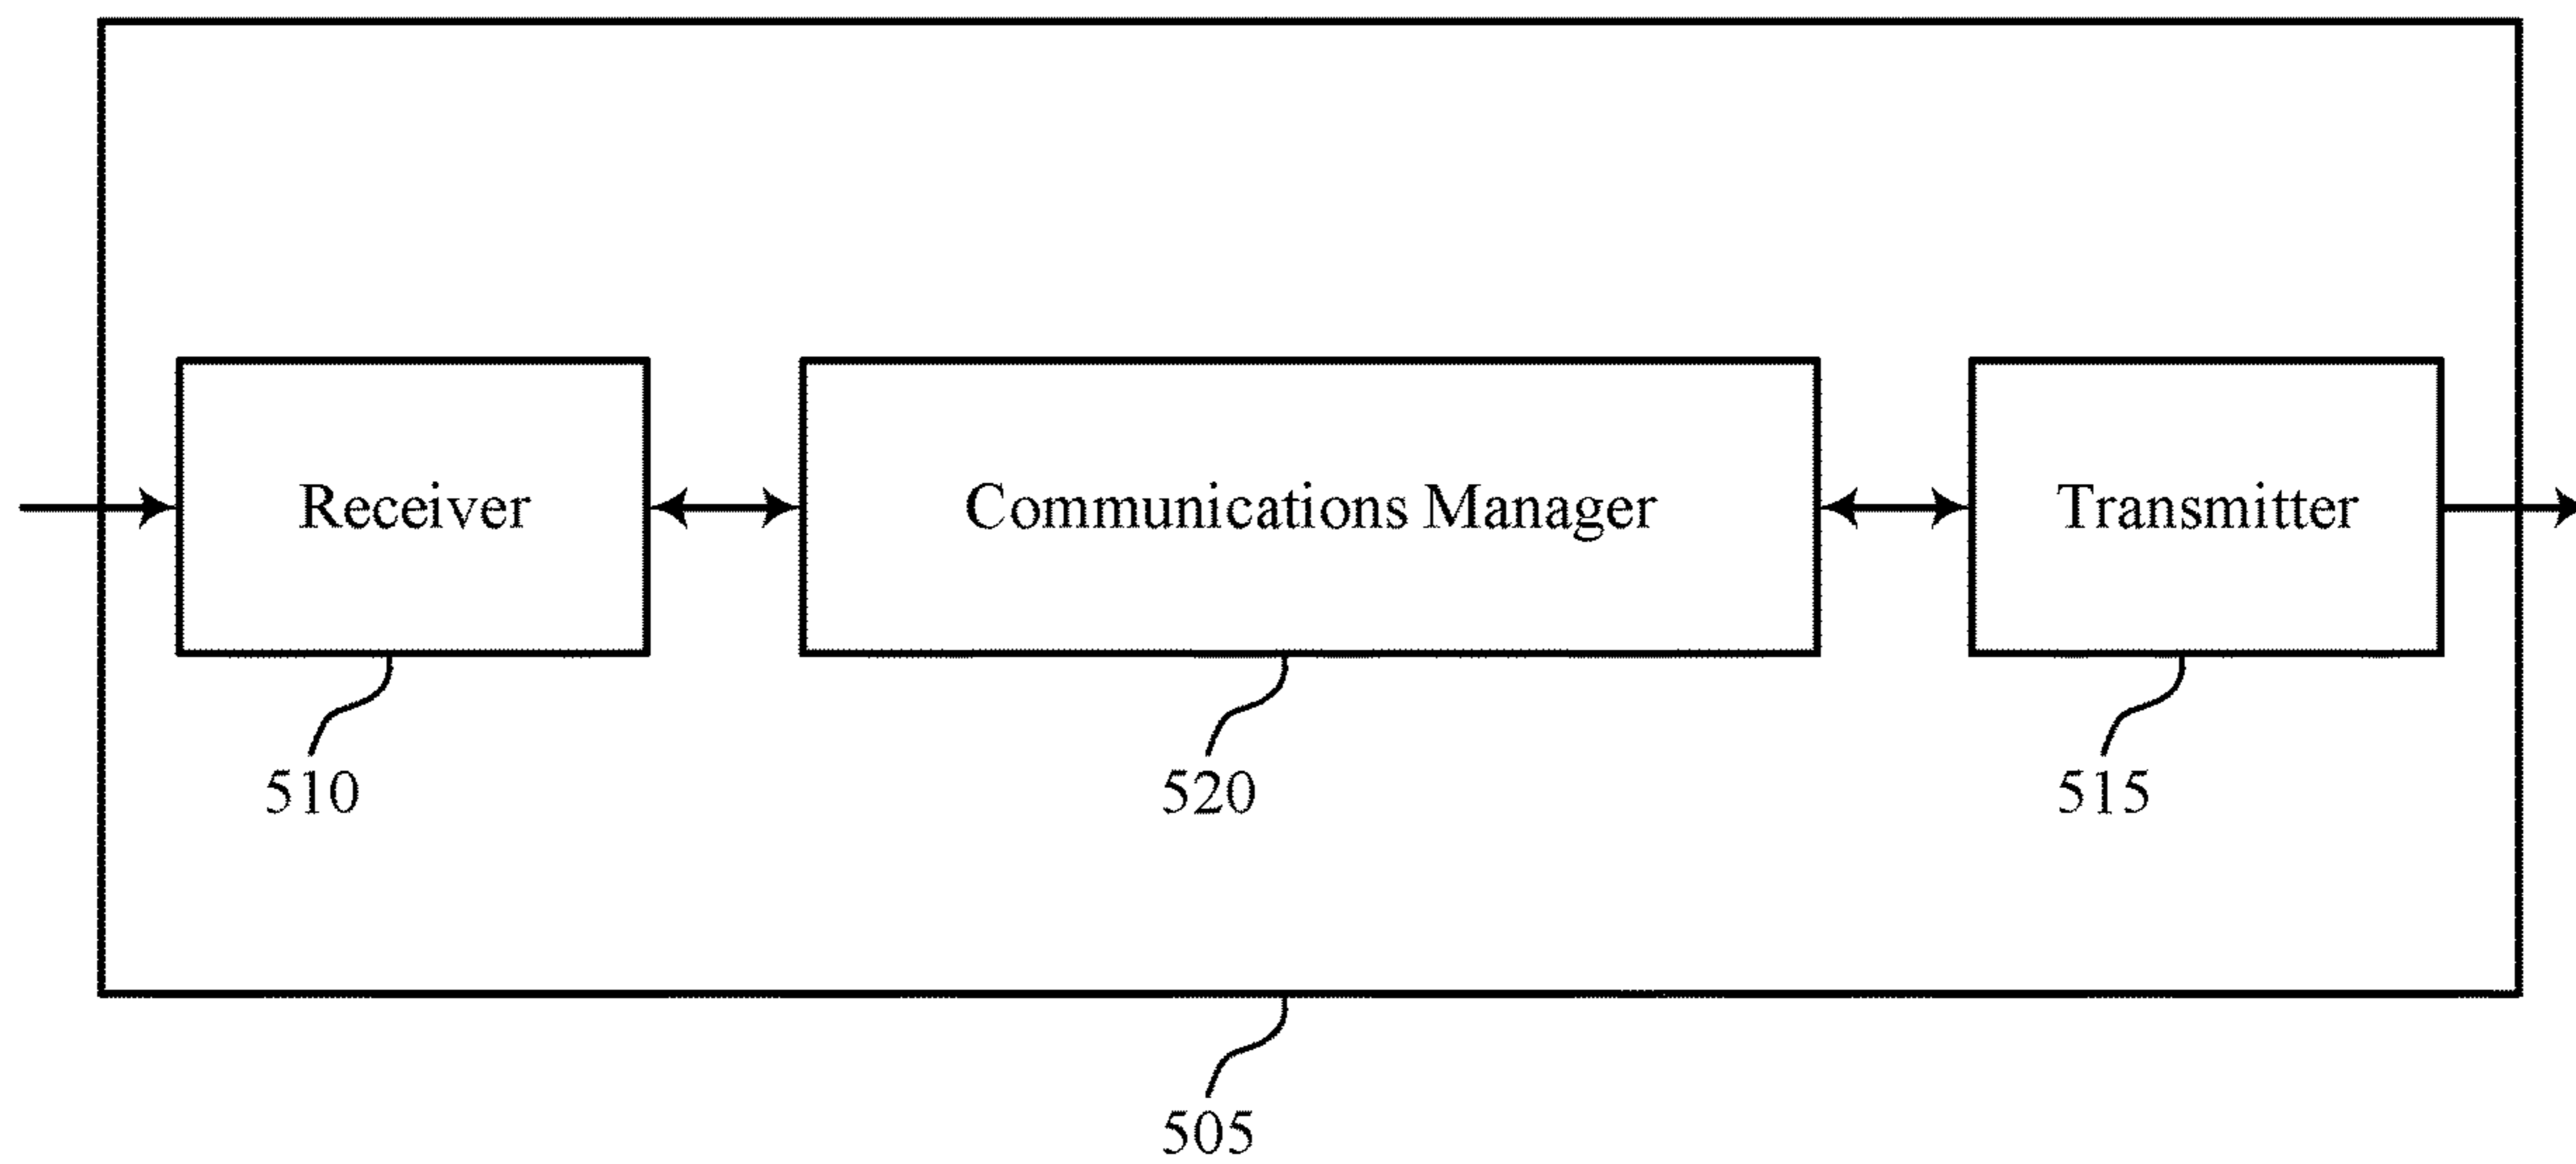 Receiver
Communications Manager
Transmitter
510
520
515
505